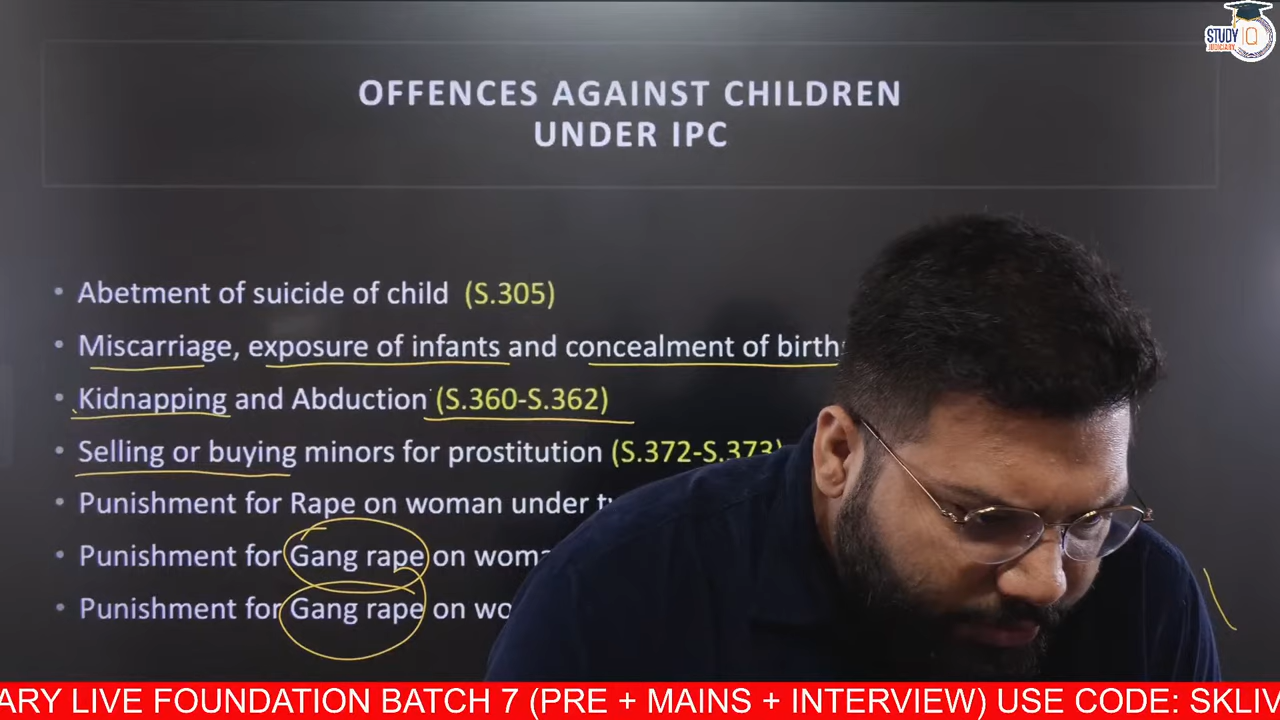 STUDY IQ
JUDICIARY
OFFENCES AGAINST CHILDREN
UNDER IPC
• Abetment of suicide of child (S.305)
• Miscarriage, exposure of infants and concealment of birth
• Kidnapping and Abduction (S.360-S.362)
• Selling or buying minors for prostitution (S.372-S.373)
• Punishment for Rape on woman under
• Punishment for Gang rape on
• Punishment for Gang rape on
ARY LIVE FOUNDATION BATCH 7 (PRE + MAINS + INTERVIEW) USE CODE: SKLIV